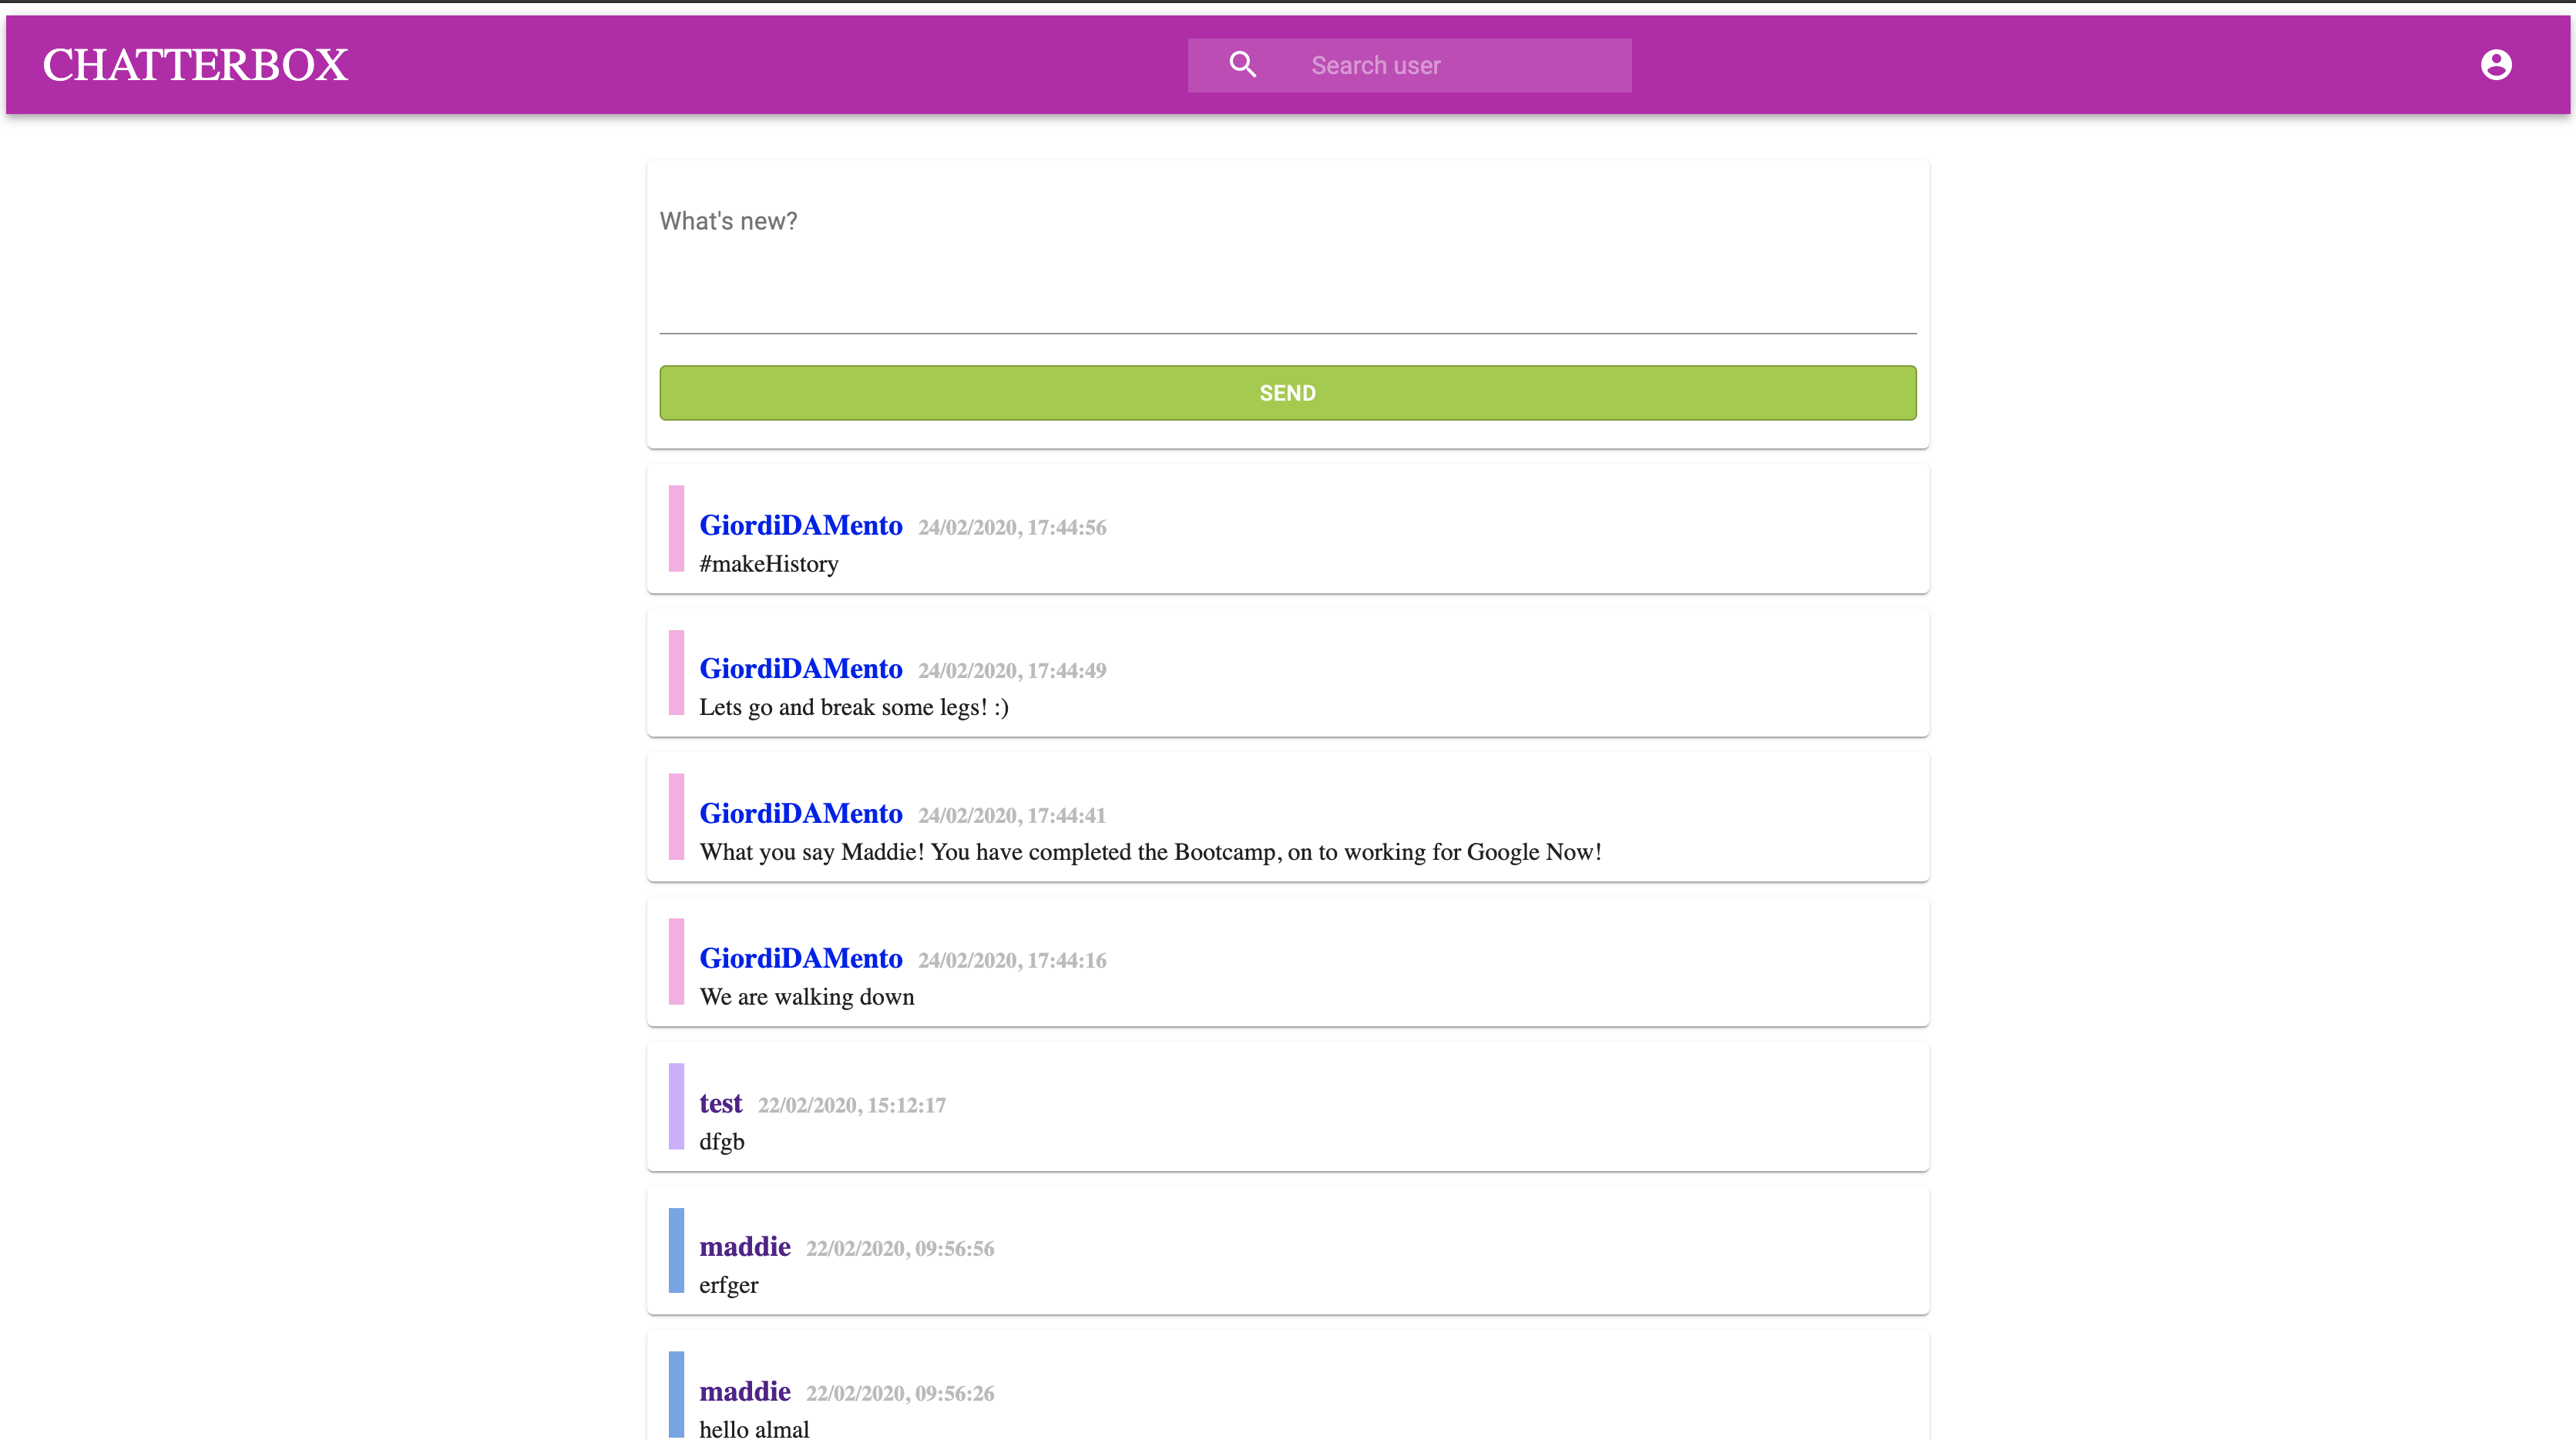 CHATTERBOX
Search user
What's new?
SEND
GiordiDAMento 24/02/2020, 17:44:56
#makeHistory
GiordiDAMento 24/02/2020, 17:44:49
Lets go and break some legs! :)
GiordiDAMento 24/02/2020, 17:44:41
What you say Maddie! You have completed the Bootcamp, on to working for Google Now!
GiordiDAMento 24/02/2020, 17:44:16
We are walking down
test 22/02/2020, 15:12:17
dfgb
maddie 22/02/2020, 09:56:56
erfger
maddie 22/02/2020, 09:56:26
hello almal